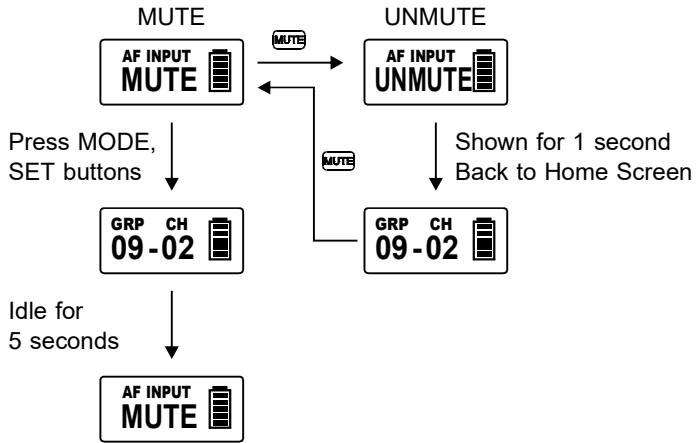 MUTE
UNMUTE
MUTE
AF INPUT
MUTE
AF INPUT
UNMUTE
Press MODE,
SET buttons
MUTE
Shown for 1 second
Back to Home Screen
GRP CH
09-02
GRP CH
09-02
Idle for
5 seconds
AF INPUT
MUTE